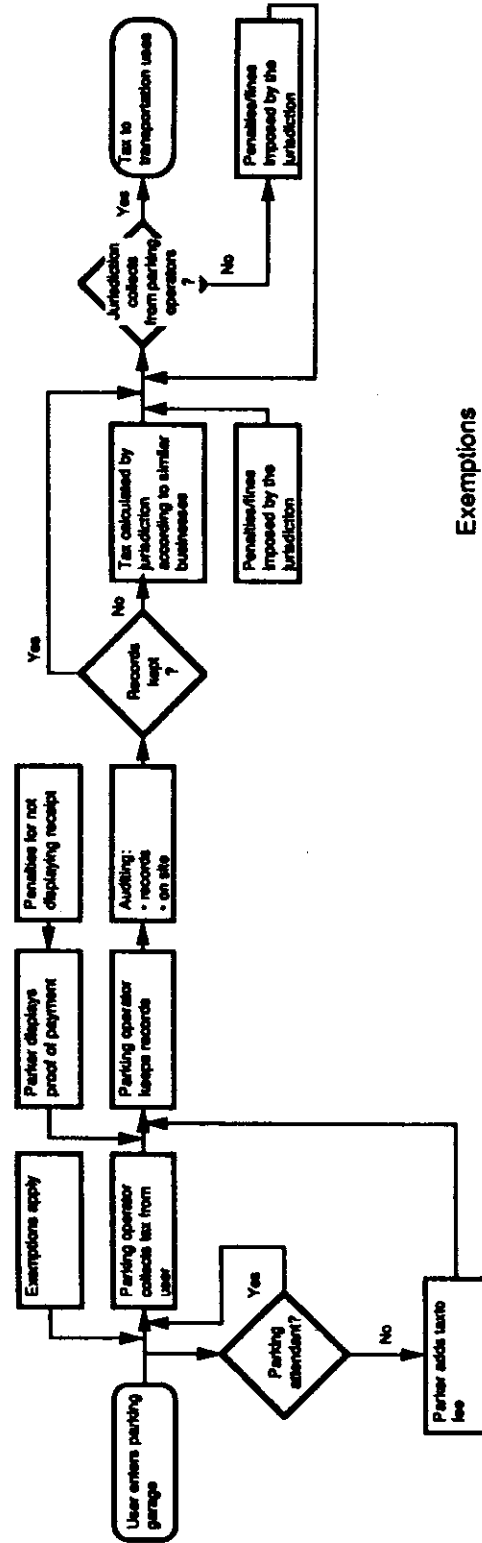 User enters parking
garage
Exemptions apply
Parking operator
collects tax from
user
Parking
attendant?
Yes
No
Parker adds taxto
fee
Parker displays
proof of payment
Penalties for not
displaying receipt
Parking operator
keeps records
Auditing:
• records
• on site
Records
kept
?
Yes
No
Tax calculated by
jurisdiction
according to similar
businesses
Penalties/fines
imposed by the
jurisdiction
Jurisdiction
collects
from parking
operators
?
Yes
No
Tax to
transportation uses
Penalties/fines
imposed by the
jurisdiction
Exemptions